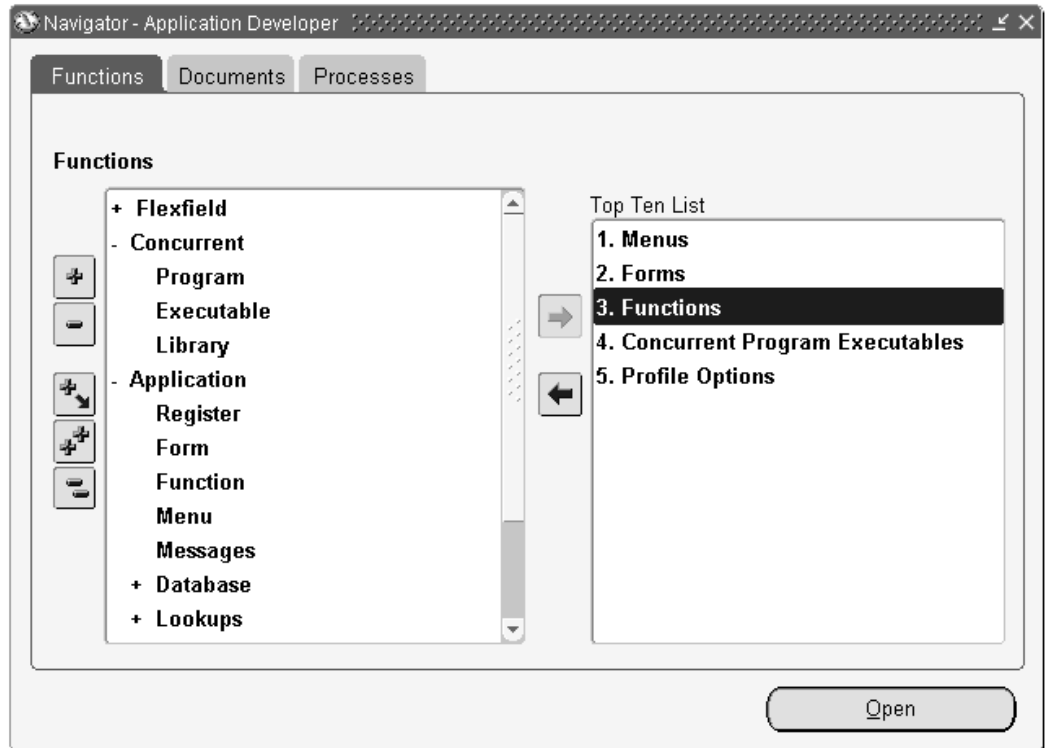 Navigator - Application Developer
Functions Documents Processes
Functions
+ Flexfield
- Concurrent
Program
Executable
Library
- Application
Register
Form
Function
Menu
Messages
+ Database
+ Lookups
Top Ten List
1. Menus
2. Forms
3. Functions
4. Concurrent Program Executables
5. Profile Options
Open